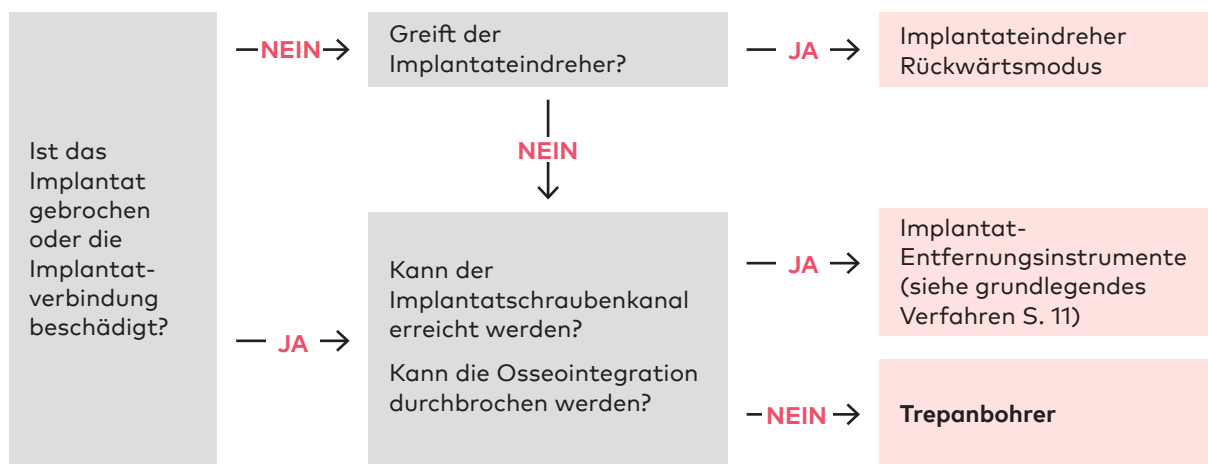 Ist das
Implantat
gebrochen
oder die
Implantat-
verbindung
beschädigt?
NEIN
Greift der
Implantateindreher?
JA
Implantateindreher
Rückwärtsmodus
NEIN
JA
Kann der
Implantatschraubenkanal
erreicht werden?
Kann die Osseointegration
durchbrochen werden?
JA
Implantat-
Entfernungsinstrumente
(siehe grundlegendes
Verfahren S. 11)
NEIN
Trepanbohrer